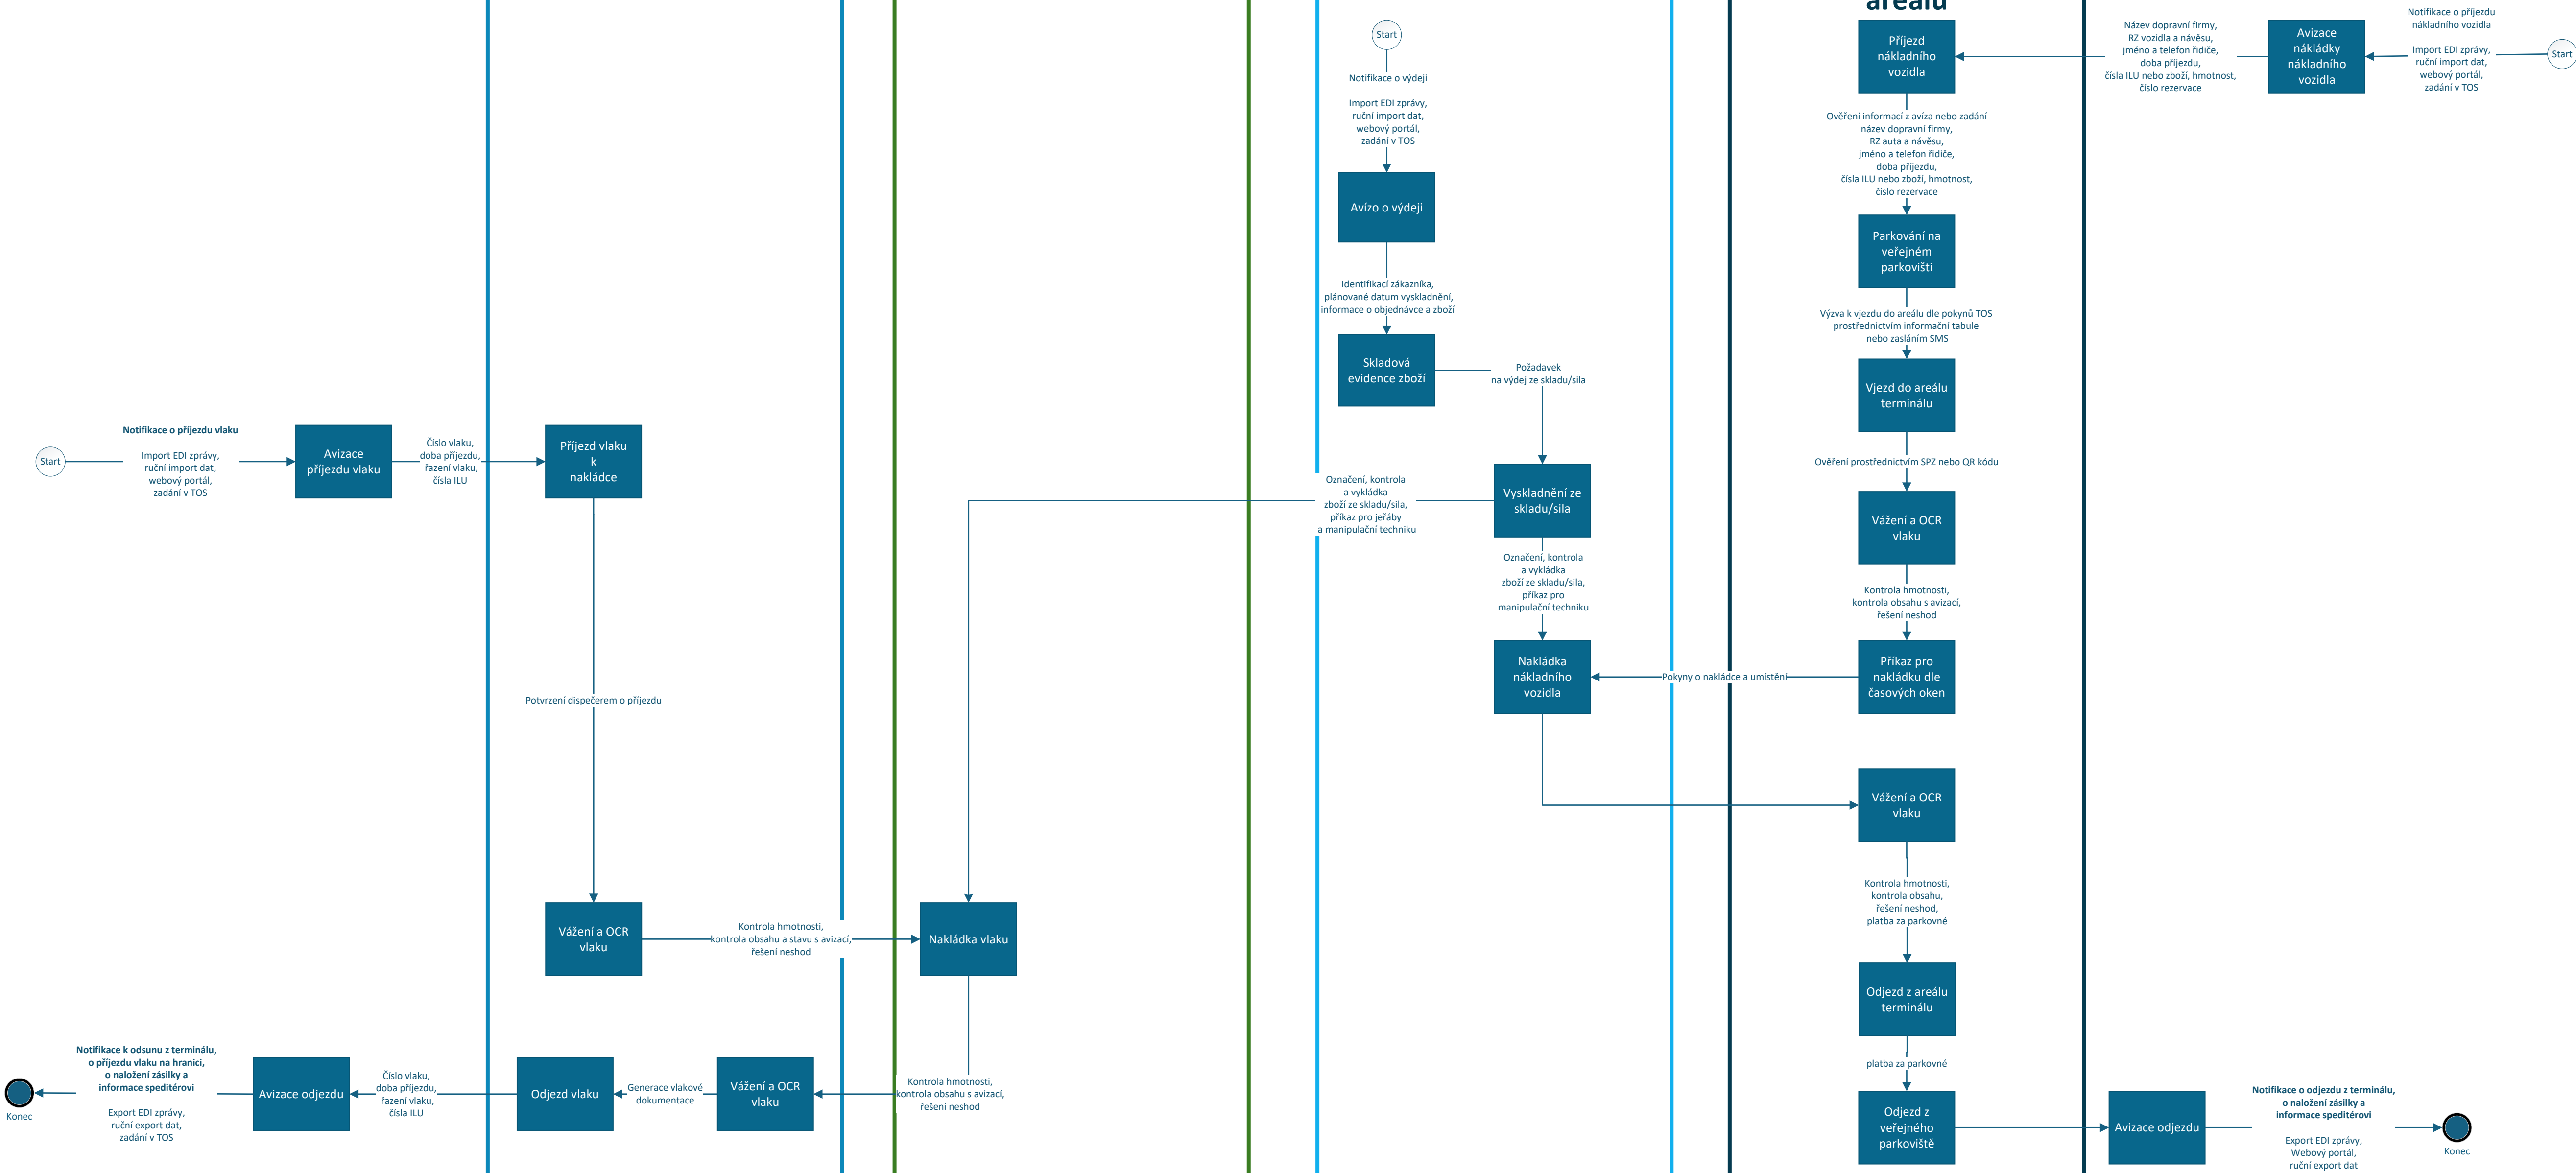 areálu
Start
Notifikace o výdeji
Import EDI zprávy,
ruční import dat,
webový portál,
zadání v TOS
Avízo o výdeji
Identifikací zákazníka,
plánované datum vyskladnění,
informace o objednávce a zboží
Skladová
evidence zboží
Požadavek
na výdej ze skladu/sila
Vyskladnění ze
skladu/sila
Označení, kontrola
a vykládka
zboží ze skladu/sila,
příkaz pro jeřáby
a manipulační techniku
Označení, kontrola
a vykládka
zboží ze skladu/sila,
příkaz pro
manipulační techniku
Nakládka
nákladního
vozidla
Start
Notifikace o příjezdu
nákladního vozidla
Import EDI zprávy,
ruční import dat,
webový portál,
zadání v TOS
Avizace
nákládky
nákladního
vozidla
Název dopravní firmy,
RZ vozidla a návěsu,
jméno a telefon řidiče,
doba příjezdu,
čísla ILU nebo zboží, hmotnost,
číslo rezervace
Příjezd
nákladního
vozidla
Ověření informací z avíza nebo zadání
název dopravní firmy,
RZ auta a návěsu,
jméno a telefon řidiče,
doba příjezdu,
čísla ILU nebo zboží, hmotnost,
číslo rezervace
Parkování na
veřejném
parkovišti
Výzva k vjezdu do areálu dle pokynů TOS
prostřednictvím informační tabule
nebo zasláním SMS
Vjezd do areálu
terminálu
Ověření prostřednictvím SPZ nebo QR kódu
Vážení a OCR
vlaku
Kontrola hmotnosti,
kontrola obsahu s avizací,
řešení neshod
Příkaz pro
nakládku dle
časových oken
Pokyny o nakládce a umístění
Vážení a OCR
vlaku
Kontrola hmotnosti,
kontrola obsahu,
řešení neshod,
platba za parkovné
Odjezd z areálu
terminálu
platba za parkovné
Odjezd z
veřejného
parkoviště
Avizace odjezdu
Notifikace o odjezdu z terminálu,
o naložení zásilky a
informace speditérovi
Export EDI zprávy,
Webový portál,
ruční export dat
Konec
Start
Notifikace o příjezdu vlaku
Import EDI zprávy,
ruční import dat,
webový portál,
zadání v TOS
Avizace
příjezdu vlaku
Číslo vlaku,
doba příjezdu,
řazení vlaku,
čísla ILU
Příjezd vlaku
k
nakládce
Potvrzení dispečerem o příjezdu
Vážení a OCR
vlaku
Kontrola hmotnosti,
kontrola obsahu a stavu s avizací,
řešení neshod
Nakládka vlaku
Kontrola hmotnosti,
kontrola obsahu s avizací,
řešení neshod
Vážení a OCR
vlaku
Generace vlakové
dokumentace
Odjezd vlaku
Číslo vlaku,
doba příjezdu,
řazení vlaku,
čísla ILU
Avizace odjezdu
Notifikace k odsunu z terminálu,
o příjezdu vlaku na hranici,
o naložení zásilky a
informace speditérovi
Export EDI zprávy,
ruční export dat,
zadání v TOS
Konec